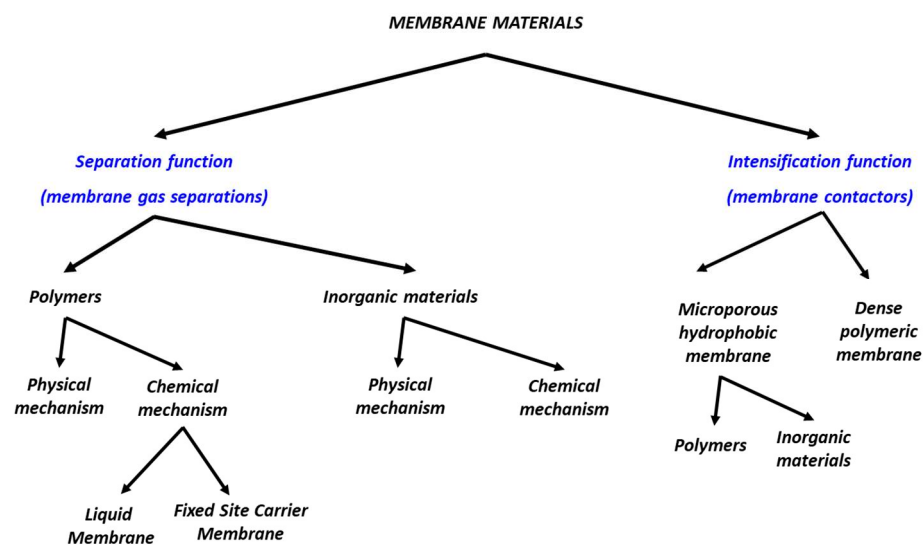 MEMBRANE MATERIALS
Separation function
(membrane gas separations)
Intensification function
(membrane contactors)
Polymers
Inorganic materials
Microporous
hydrophobic
membrane
Dense
polymeric
membrane
Physical
mechanism
Chemical
mechanism
Physical
mechanism
Chemical
mechanism
Polymers
Inorganic
materials
Liquid
Membrane
Fixed Site Carrier
Membrane